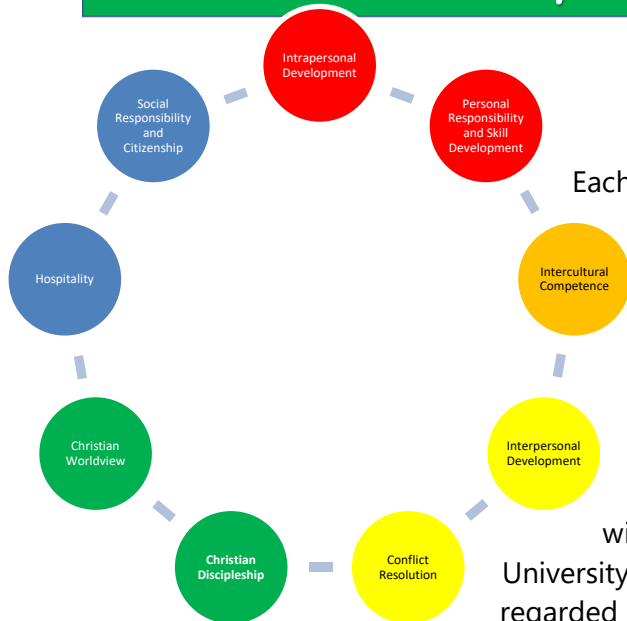 Intrapersonal
Development
Personal
Responsibility
and Skill
Development
Intercultural
Competence
Interpersonal
Development
Conflict
Resolution
Christian
Discipleship
Christian
Worldview
Hospitality
Social
Responsibility
and
Citizenship
Each
University
regarded